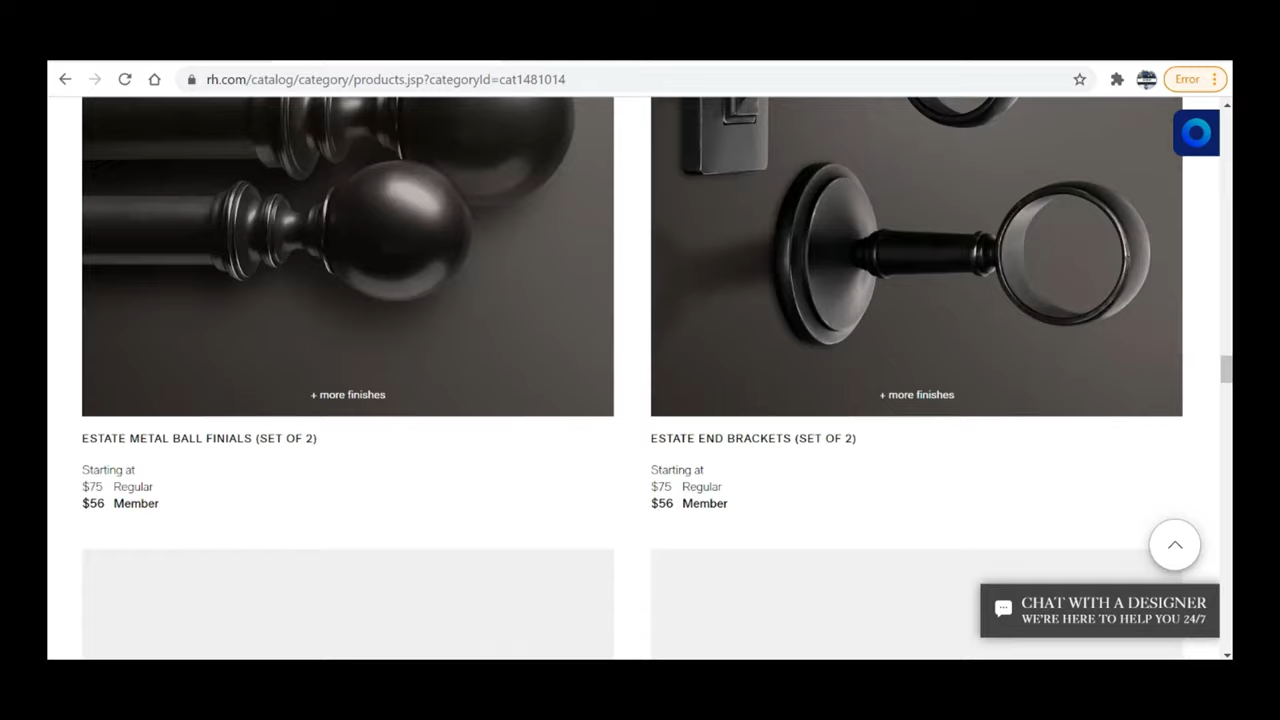 rh.com/catalog/category/products.jsp?categoryId=cat1481014
Error
+ more finishes
+ more finishes
ESTATE METAL BALL FINIALS (SET OF 2)
Starting at
$75 Regular
$56 Member
ESTATE END BRACKETS (SET OF 2)
Starting at
$75 Regular
$56 Member
CHAT WITH A DESIGNER
WE'RE HERE TO HELP YOU 24/7